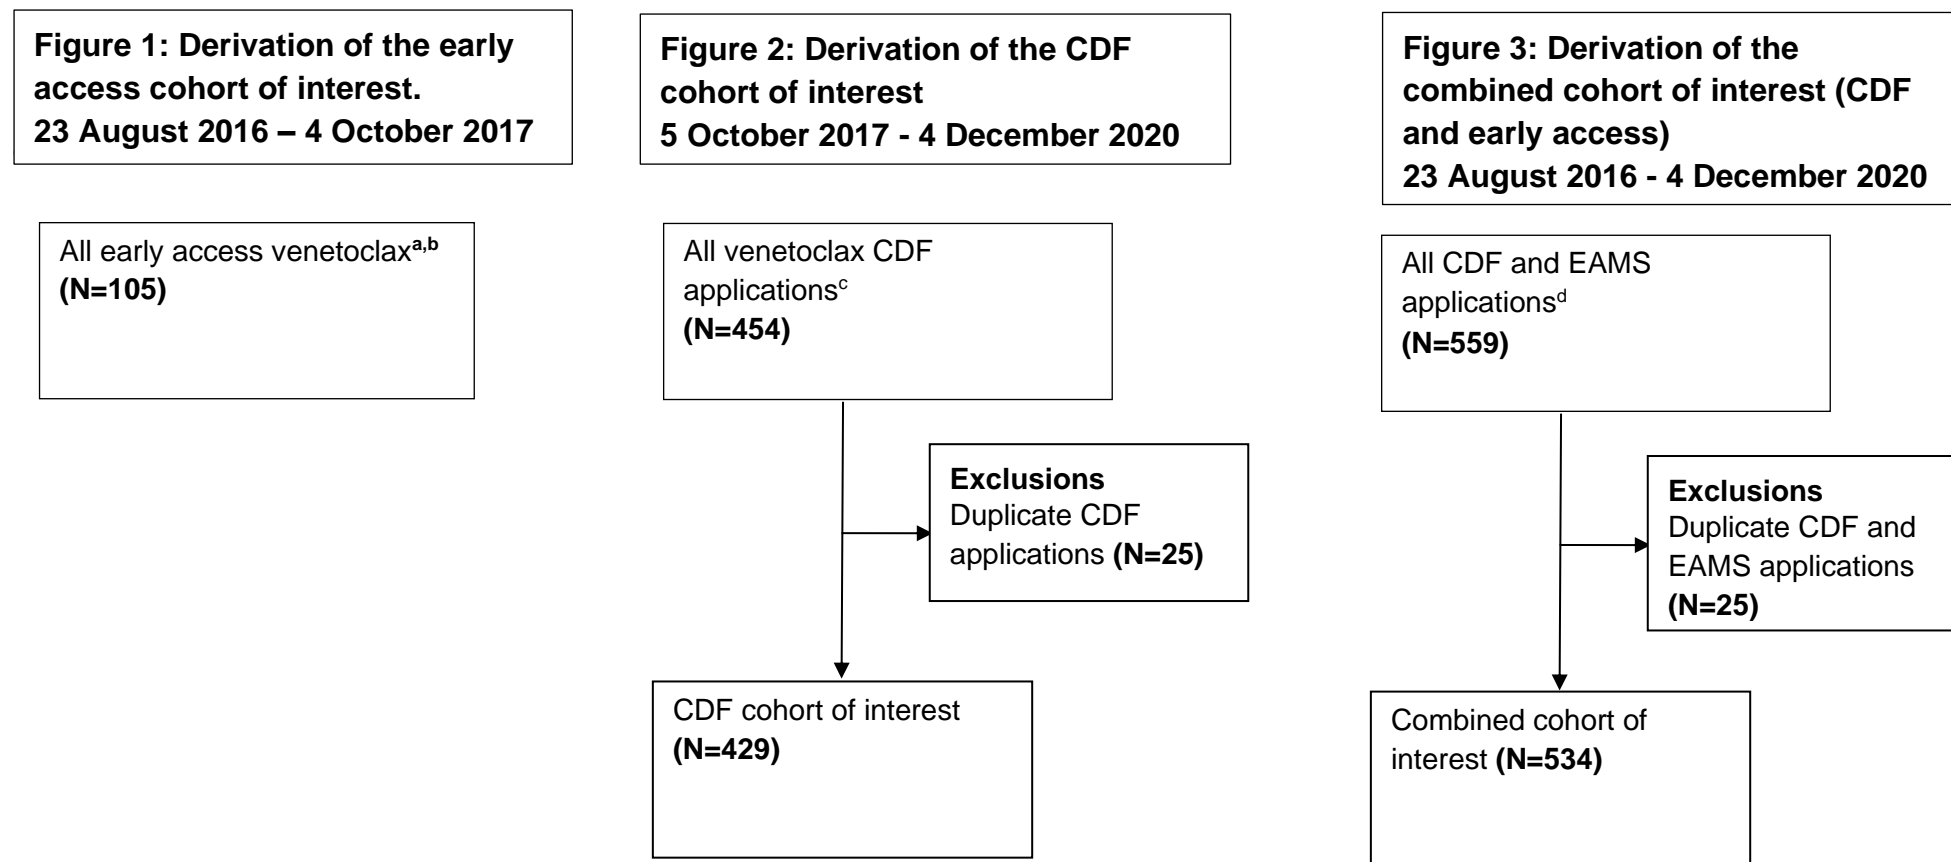 Figure 1: Derivation of the early
access cohort of interest.
23 August 2016 – 4 October 2017
All early access venetoclaxa,b
(N=105)
Figure 2: Derivation of the CDF
cohort of interest
5 October 2017 - 4 December 2020
All venetoclax CDF
applicationsc
(N=454)
Exclusions
Duplicate CDF
applications (N=25)
CDF cohort of interest
(N=429)
Figure 3: Derivation of the
combined cohort of interest (CDF
and early access)
23 August 2016 - 4 December 2020
All CDF and EAMS
applicationsd
(N=559)
Exclusions
Duplicate CDF and
EAMS applications
(N=25)
Combined cohort of
interest (N=534)